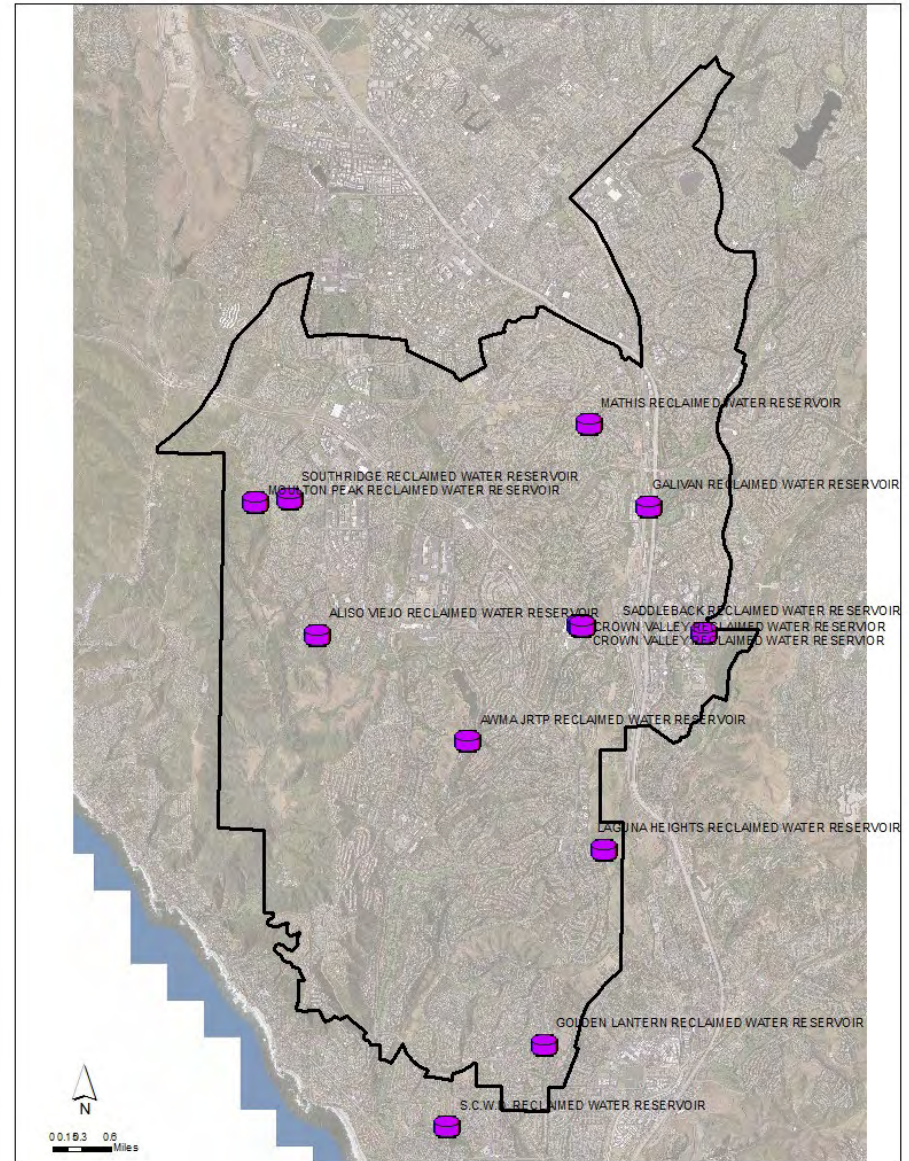 MATHIS RECLAIMED WATER RESERVOIR
SOUTHRIDGE RECLAIMED WATER RESERVOIR
GALIVAN RECLAIMED WATER RESERVOIR
MOULTON PEAK RECLAIMED WATER RESERVOIR
ALISO VIEJO RECLAIMED WATER RESERVOIR
SADDLEBACK RECLAIMED WATER RESERVOIR
CROWN VALLEY RECLAIMED WATER RESERVIOR
CROWN VALLEY RECLAIMED WATER RESERVIOR
AWMA JRTP RECLAIMED WATER RESERVOIR
LAGUNA HEIGHTS RECLAIMED WATER RESERVOIR
GOLDEN LANTERN RECLAIMED WATER RESERVOIR
S.C.W.D. RECLAIMED WATER RESERVOIR
N
0 0.15 0.3 0.6
Miles